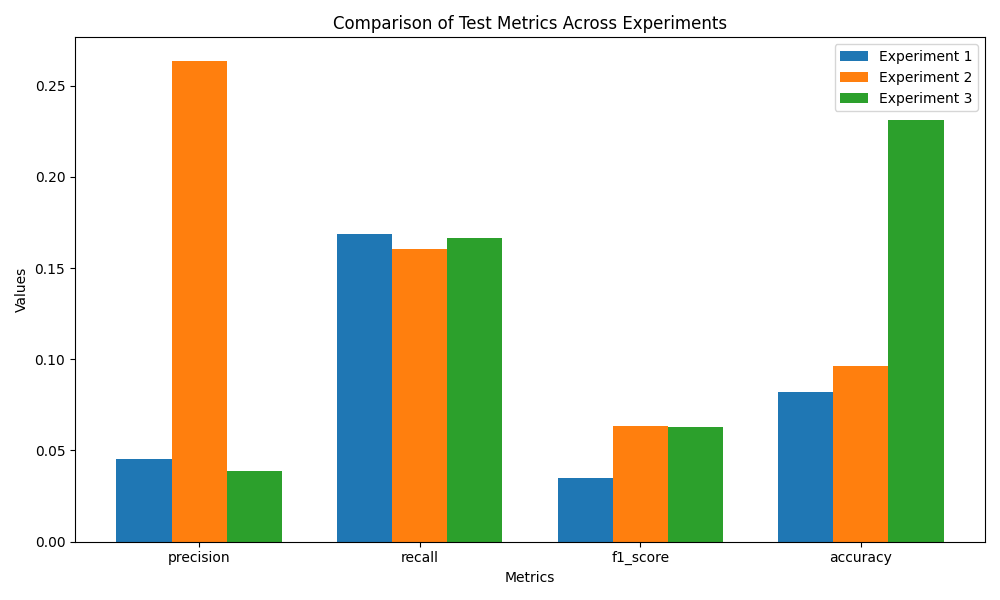 Comparison of Test Metrics Across Experiments
Experiment 1
Experiment 2
Experiment 3
0.25
0.20
0.15
0.10
0.05
0.00
Values
precision recall f1_score accuracy
Metrics